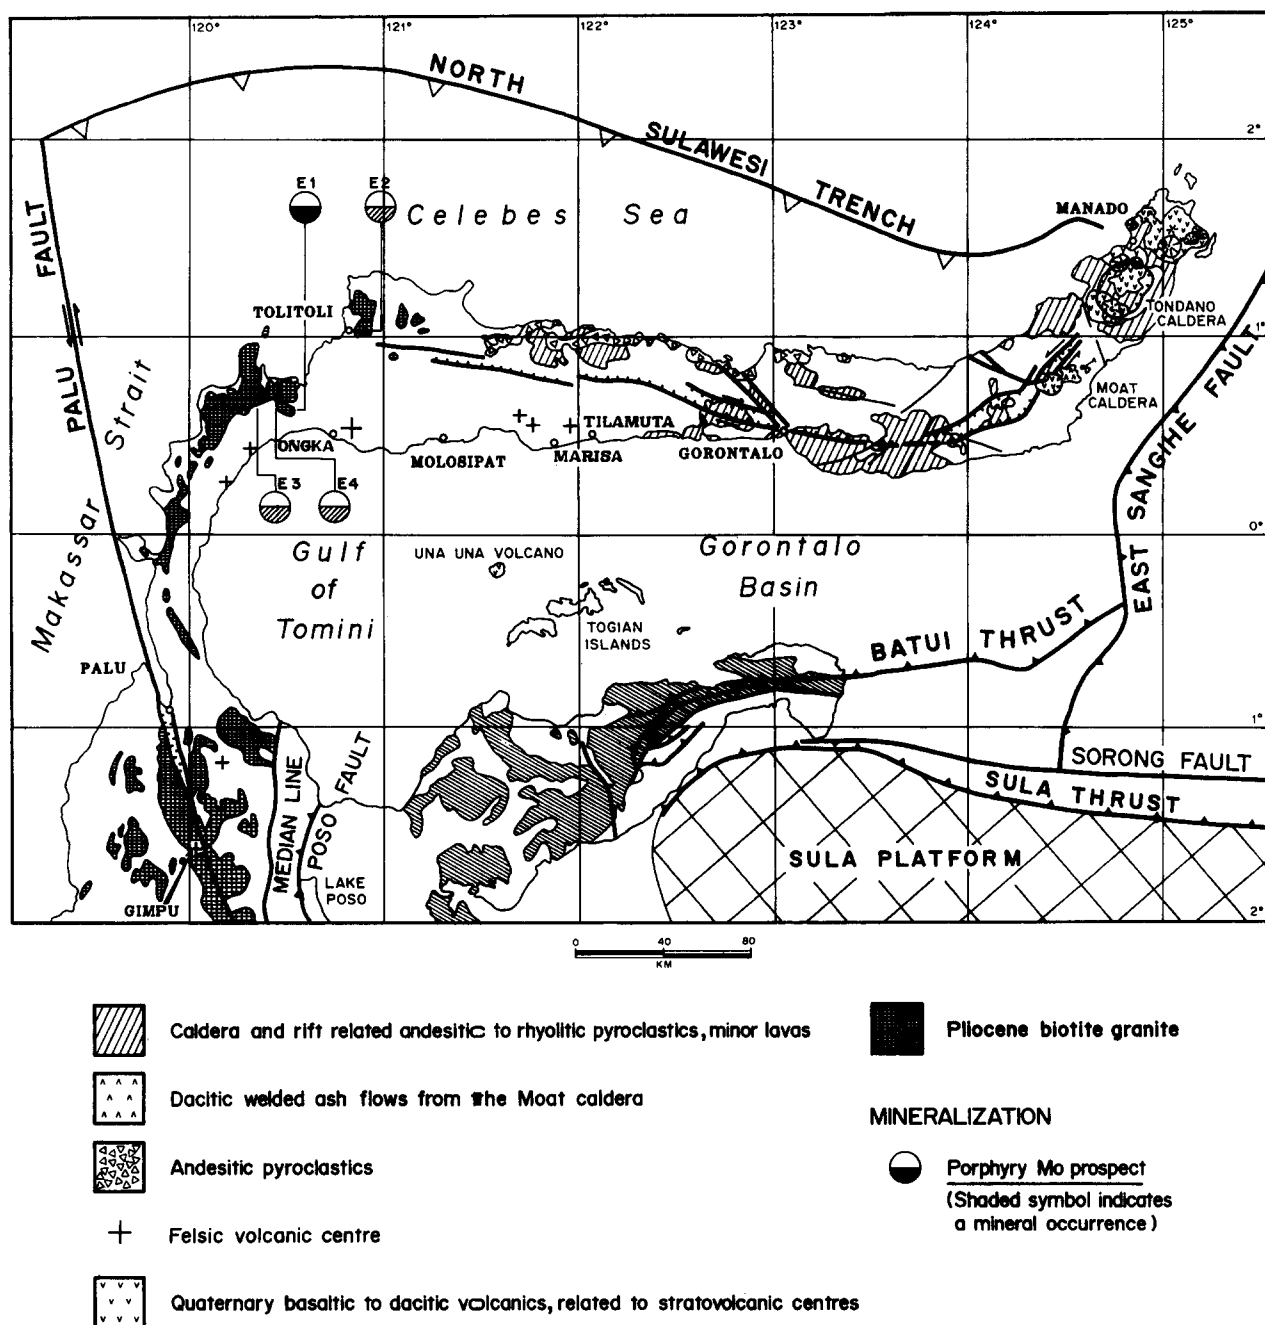 120° 121° 122° 123° 124° 125°
NORTH
SULAWESI
TRENCH
2°
E1 E2
Celebes Sea
MANADO
PALU FAULT
TOLITOLI
TONDANO
CALDERA
1°
Makassar Strait
MOAT
CALDERA
EAST SANGIHE FAULT
TILAMUTA
ONGKA
MOLOSIPAT
MARISA
GORONTALO
E3 E4
0°
Gulf
of
Tomini
UNA UNA VOLCANO
Gorontalo
Basin
TOGIAN
ISLANDS
BATUI THRUST
PALU
1°
MEDIAN LINE
POSO FAULT
SORONG FAULT
SULA THRUST
SULA PLATFORM
LAKE
POSO
GIMPU
2°
0 40 80
KM
Caldera and rift related andesitic to rhyolitic pyroclastics, minor lavas
Pliocene biotite granite
Dacitic welded ash flows from the Moat caldera
MINERALIZATION
Andesitic pyroclastics
Porphyry Mo prospect
(Shaded symbol indicates
a mineral occurrence)
Felsic volcanic centre
Quaternary basaltic to dacitic volcanics, related to stratovolcanic centres